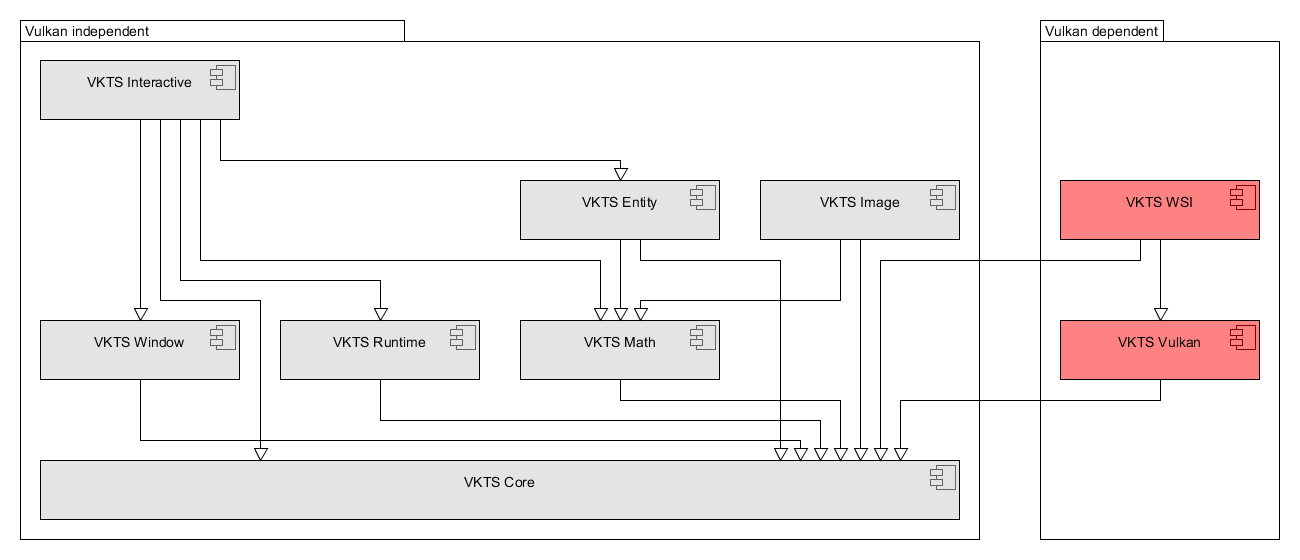 Vulkan independent
Vulkan dependent
VKTS Interactive
VKTS Entity
VKTS Image
VKTS WSI
VKTS Window
VKTS Runtime
VKTS Math
VKTS Vulkan
VKTS Core